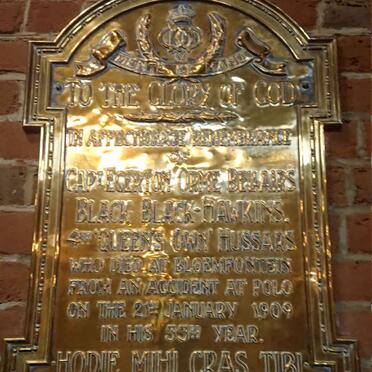 TO THE GLORY OF GOD
IN AFFECTIONATE REMEMBRANCE
OF
CAPT EGERTON ORME BELLAIRS
BLACK BLACK-HAWKINS.
4TH QUEEN'S OWN HUSSARS
WHO DIED AT BLOEMFONTEIN
FROM AN ACCIDENT AT POLO
ON THE 21ST JANUARY 1909
IN HIS 35TH YEAR.
HODIE MIHI CRAS TIBI.